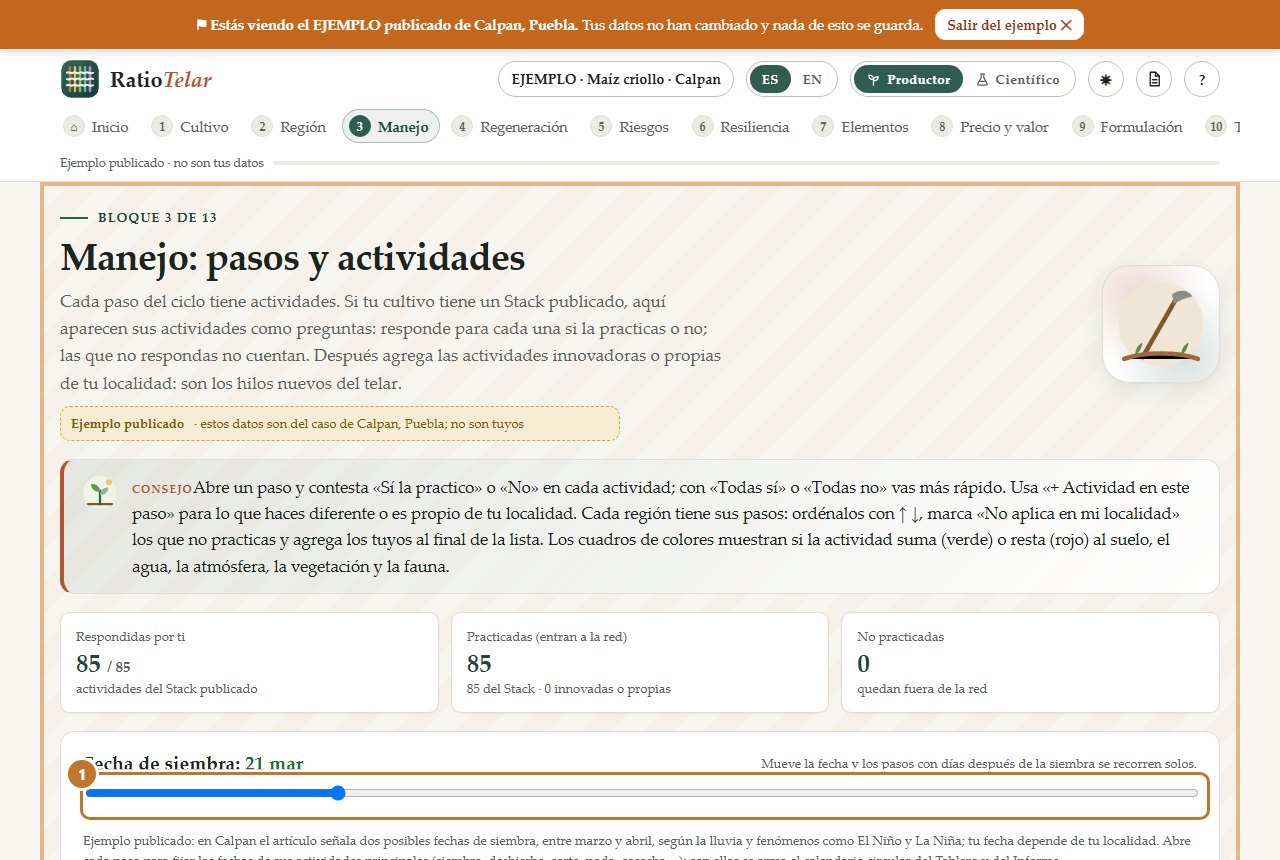 ⚑ Estás viendo el EJEMPLO publicado de Calpan, Puebla. Tus datos no han cambiado y nada de esto se guarda. Salir del ejemplo ✕
RatioTelar
EJEMPLO · Maíz criollo · Calpan
ES EN
Productor Científico
?
⌂ Inicio 1 Cultivo 2 Región 3 Manejo 4 Regeneración 5 Riesgos 6 Resiliencia 7 Elementos 8 Precio y valor 9 Formulación 10
Ejemplo publicado · no son tus datos
BLOQUE 3 DE 13
Manejo: pasos y actividades
Cada paso del ciclo tiene actividades. Si tu cultivo tiene un Stack publicado, aquí
aparecen sus actividades como preguntas: responde para cada una si la practicas o no;
las que no respondas no cuentan. Después agrega las actividades innovadoras o propias
de tu localidad: son los hilos nuevos del telar.
Ejemplo publicado · estos datos son del caso de Calpan, Puebla; no son tuyos
CONSEJO Abre un paso y contesta «Sí la practico» o «No» en cada actividad; con «Todas sí» o «Todas no» vas más rápido. Usa «+ Actividad en este
paso» para lo que haces diferente o es propio de tu localidad. Cada región tiene sus pasos: ordénalos con ↑ ↓, marca «No aplica en mi localidad»
los que no practicas y agrega los tuyos al final de la lista. Los cuadros de colores muestran si la actividad suma (verde) o resta (rojo) al suelo, el
agua, la atmósfera, la vegetación y la fauna.
Respondidas por ti
85 / 85
actividades del Stack publicado
Practicadas (entran a la red)
85
85 del Stack · 0 innovadas o propias
No practicadas
0
quedan fuera de la red
Fecha de siembra: 21 mar
Mueve la fecha y los pasos con días después de la siembra se recorren solos.
1
Ejemplo publicado: en Calpan el artículo señala dos posibles fechas de siembra, entre marzo y abril, según la lluvia y fenómenos como El Niño y La Niña; tu fecha depende de tu localidad. Abre